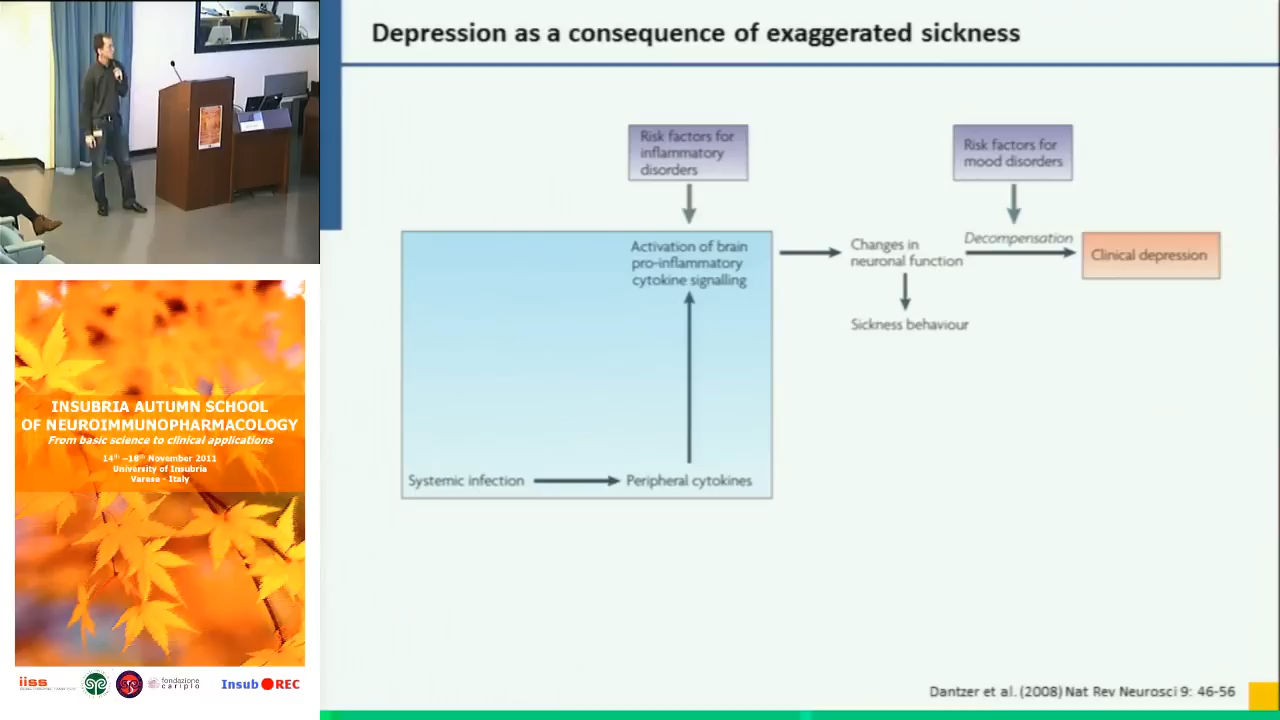 Depression as a consequence of exaggerated sickness
Risk factors for
inflammatory
disorders
Risk factors for
mood disorders
Activation of brain
pro-inflammatory
cytokine signalling
Changes in
neuronal function
Decompensation
Clinical depression
Sickness behaviour
Systemic infection
Peripheral cytokines
Dantzer et al. (2008) Nat Rev Neurosci 9: 46-56
INSUBRIA AUTUMN SCHOOL
OF NEUROIMMUNOPHARMACOLOGY
From basic science to clinical applications
14th –18th November 2011
University of Insubria
Varese - Italy
iiss
fondazione
cariplo
Insub REC